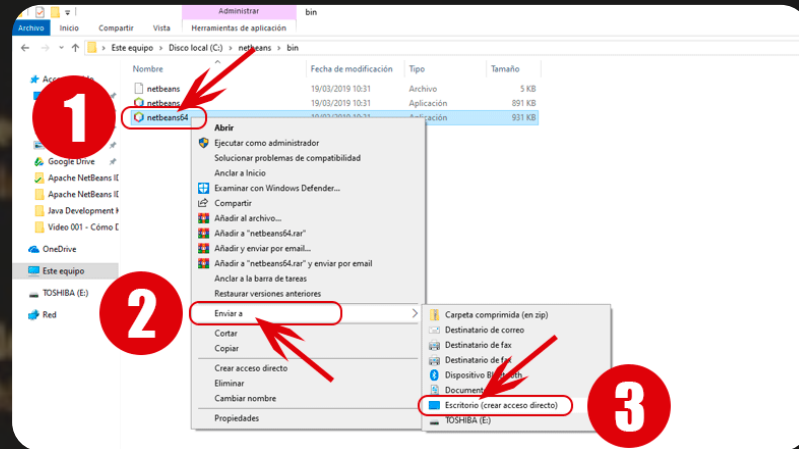 Administrar bin
Archivo Inicio Compartir Vista Herramientas de aplicación
Este equipo > Disco local (C:) > netbeans > bin
Nombre Fecha de modificación Tipo Tamaño
netbeans 19/03/2019 10:31 Archivo 5 KB
netbeans 19/03/2019 10:31 Aplicación 891 KB
netbeans64 19/03/2019 10:31 Aplicación 931 KB
1
Google Drive
Apache NetBeans ID
Apache NetBeans ID
Java Development K
Video 001 - Cómo D
OneDrive
Este equipo
TOSHIBA (E:)
Red
Abrir
Ejecutar como administrador
Solucionar problemas de compatibilidad
Anclar a Inicio
Examinar con Windows Defender...
Compartir
Añadir al archivo...
Añadir a "netbeans64.rar"
Añadir y enviar por email...
Añadir a "netbeans64.rar" y enviar por email
Anclar a la barra de tareas
Restaurar versiones anteriores
2
Enviar a
Cortar
Copiar
Crear acceso directo
Eliminar
Cambiar nombre
Propiedades
Carpeta comprimida (en zip)
Destinatario de correo
Destinatario de fax
Destinatario de fax
Dispositivo Bluetooth
Escritorio (crear acceso directo)
TOSHIBA (E:)
3